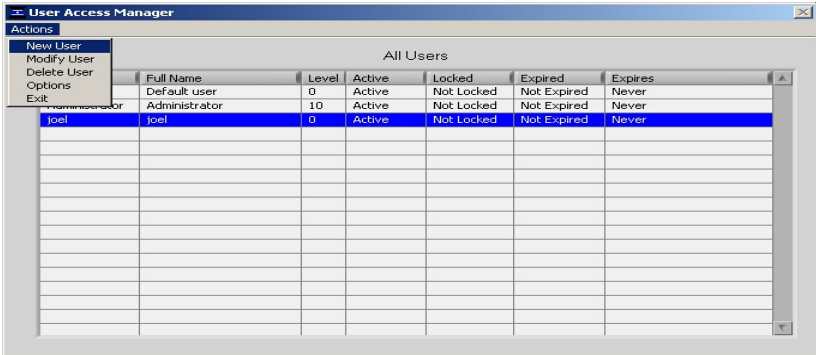 User Access Manager
Actions
New User
Modify User
Delete User
Options
Exit
All Users
Full Name Level Active Locked Expired Expires
Default user 0 Active Not Locked Not Expired Never
Administrator Administrator 10 Active Not Locked Not Expired Never
joel joel 0 Active Not Locked Not Expired Never